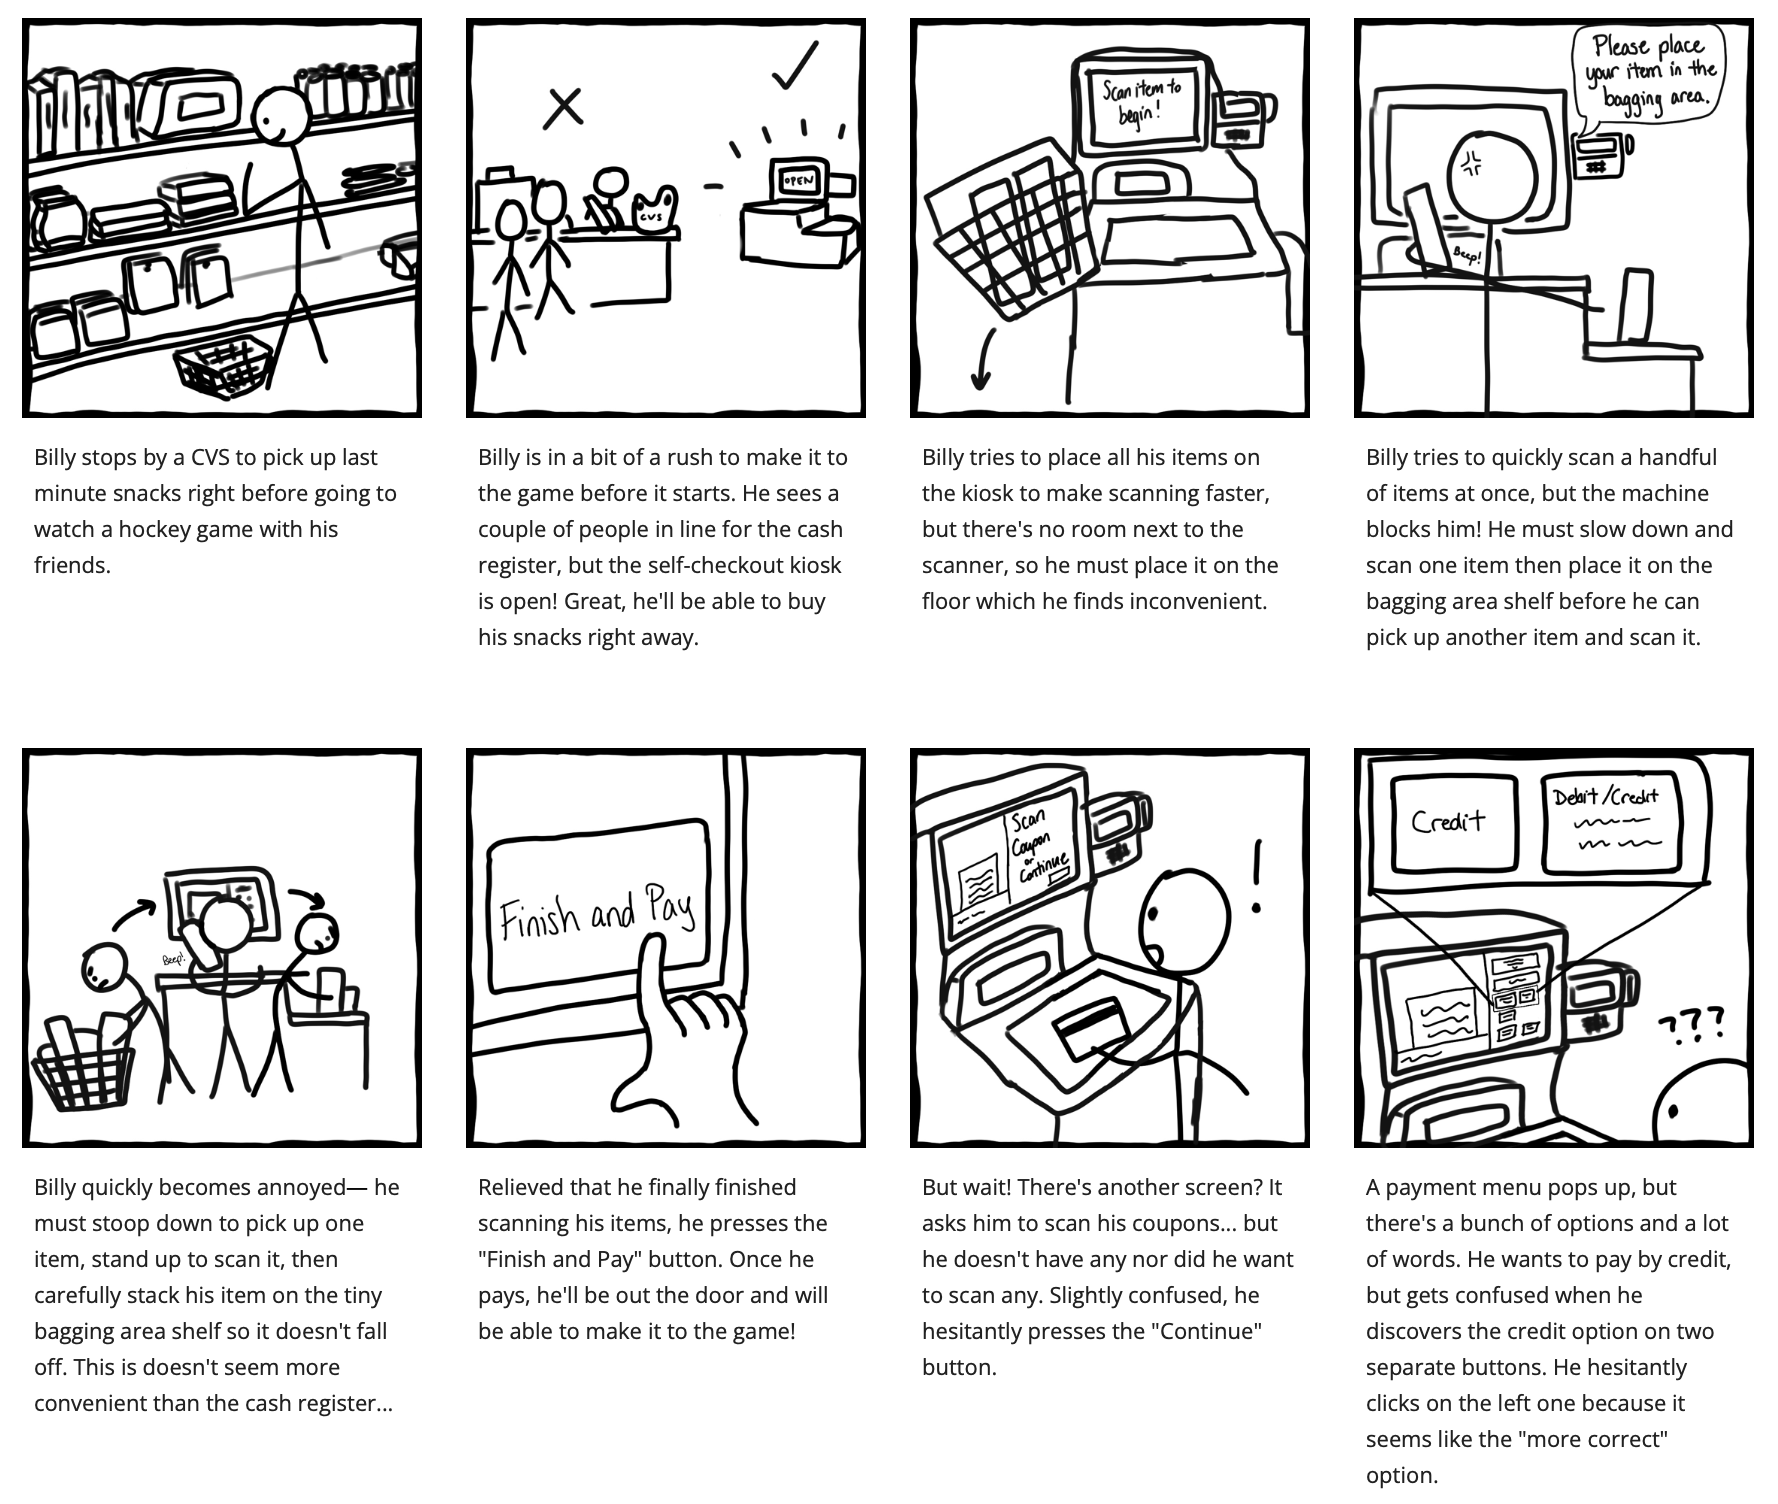 Please place
your item in the
bagging area.
Scan item to
begin!
OPEN
CVS
Beep!
Billy stops by a CVS to pick up last
minute snacks right before going to
watch a hockey game with his
friends.
Billy is in a bit of a rush to make it to
the game before it starts. He sees a
couple of people in line for the cash
register, but the self-checkout kiosk
is open! Great, he'll be able to buy
his snacks right away.
Billy tries to place all his items on
the kiosk to make scanning faster,
but there's no room next to the
scanner, so he must place it on the
floor which he finds inconvenient.
Billy tries to quickly scan a handful
of items at once, but the machine
blocks him! He must slow down and
scan one item then place it on the
bagging area shelf before he can
pick up another item and scan it.
Beep!
Finish and Pay
Scan
Coupon
or
Continue
Credit
Debit/Credit
???
Billy quickly becomes annoyed— he
must stoop down to pick up one
item, stand up to scan it, then
carefully stack his item on the tiny
bagging area shelf so it doesn't fall
off. This is doesn't seem more
convenient than the cash register...
Relieved that he finally finished
scanning his items, he presses the
"Finish and Pay" button. Once he
pays, he'll be out the door and will
be able to make it to the game!
But wait! There's another screen? It
asks him to scan his coupons... but
he doesn't have any nor did he want
to scan any. Slightly confused, he
hesitantly presses the "Continue"
button.
A payment menu pops up, but
there's a bunch of options and a lot
of words. He wants to pay by credit,
but gets confused when he
discovers the credit option on two
separate buttons. He hesitantly
clicks on the left one because it
seems like the "more correct"
option.